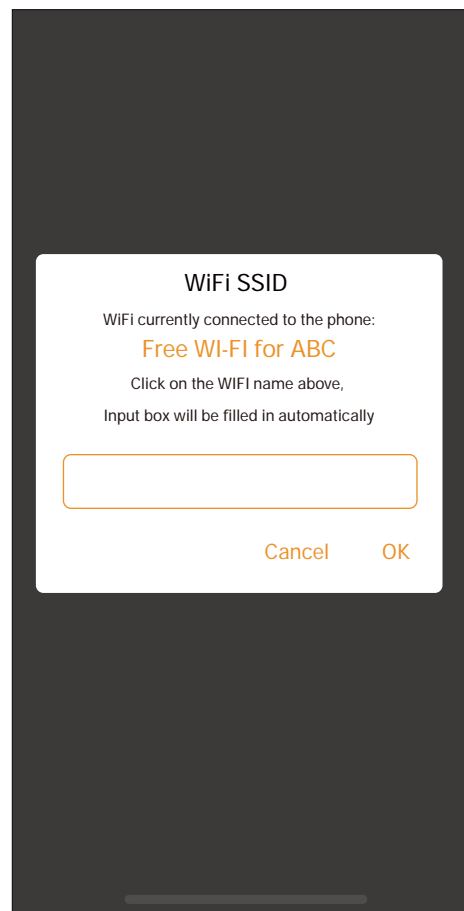 WiFi SSID
WiFi currently connected to the phone:
Free WI-FI for ABC
Click on the WIFI name above,
Input box will be filled in automatically
Cancel OK